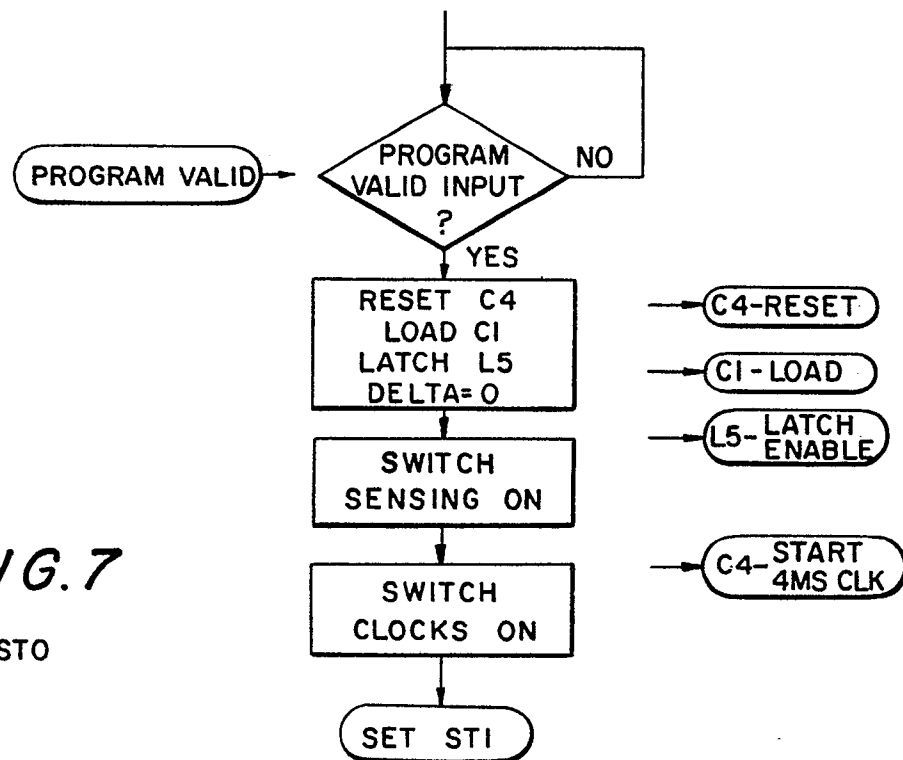 PROGRAM VALID
PROGRAM
VALID INPUT
?
NO
YES
RESET C4
LOAD C1
LATCH L5
DELTA=0
C4-RESET
C1-LOAD
L5-LATCH
ENABLE
SWITCH
SENSING ON
SWITCH
CLOCKS ON
C4-START
4MS CLK
SET ST1
IG.7
STO